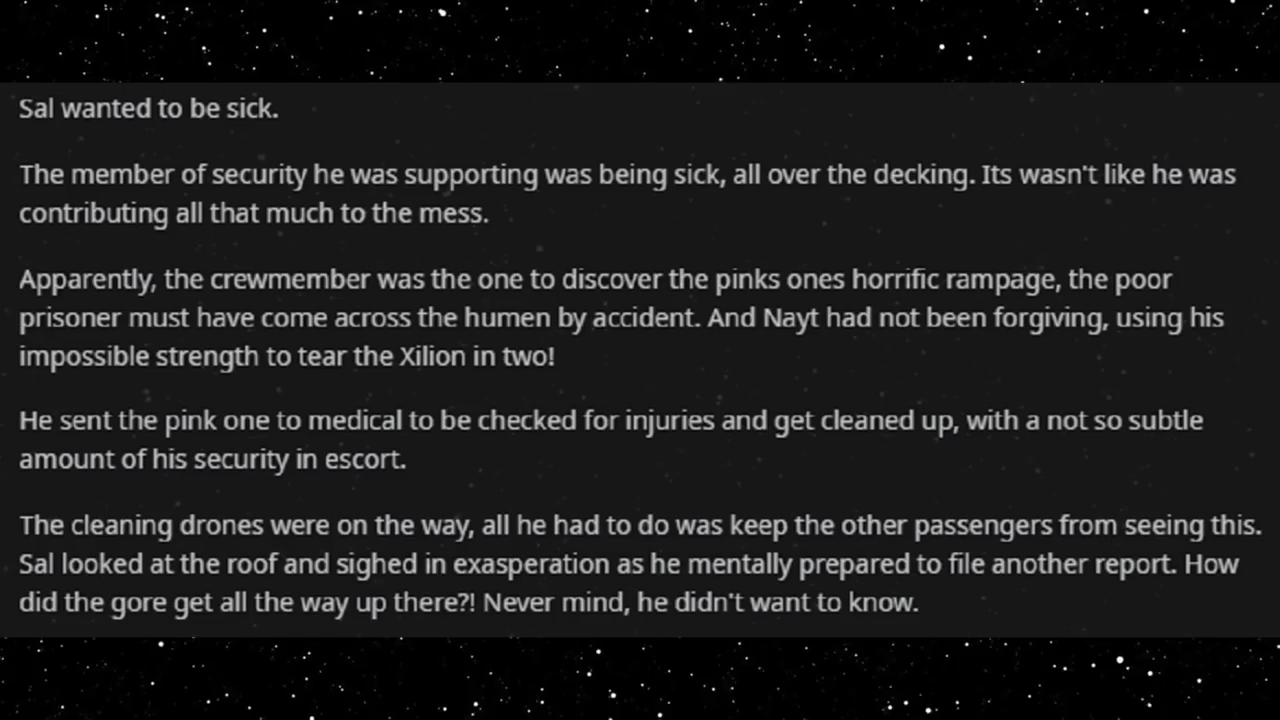 Sal wanted to be sick.
The member of security he was supporting was being sick, all over the decking. Its wasn't like he was
contributing all that much to the mess.
Apparently, the crewmember was the one to discover the pinks ones horrific rampage, the poor
prisoner must have come across the humen by accident. And Nayt had not been forgiving, using his
impossible strength to tear the Xilion in two!
He sent the pink one to medical to be checked for injuries and get cleaned up, with a not so subtle
amount of his security in escort.
The cleaning drones were on the way, all he had to do was keep the other passengers from seeing this.
Sal looked at the roof and sighed in exasperation as he mentally prepared to file another report. How
did the gore get all the way up there?! Never mind, he didn't want to know.